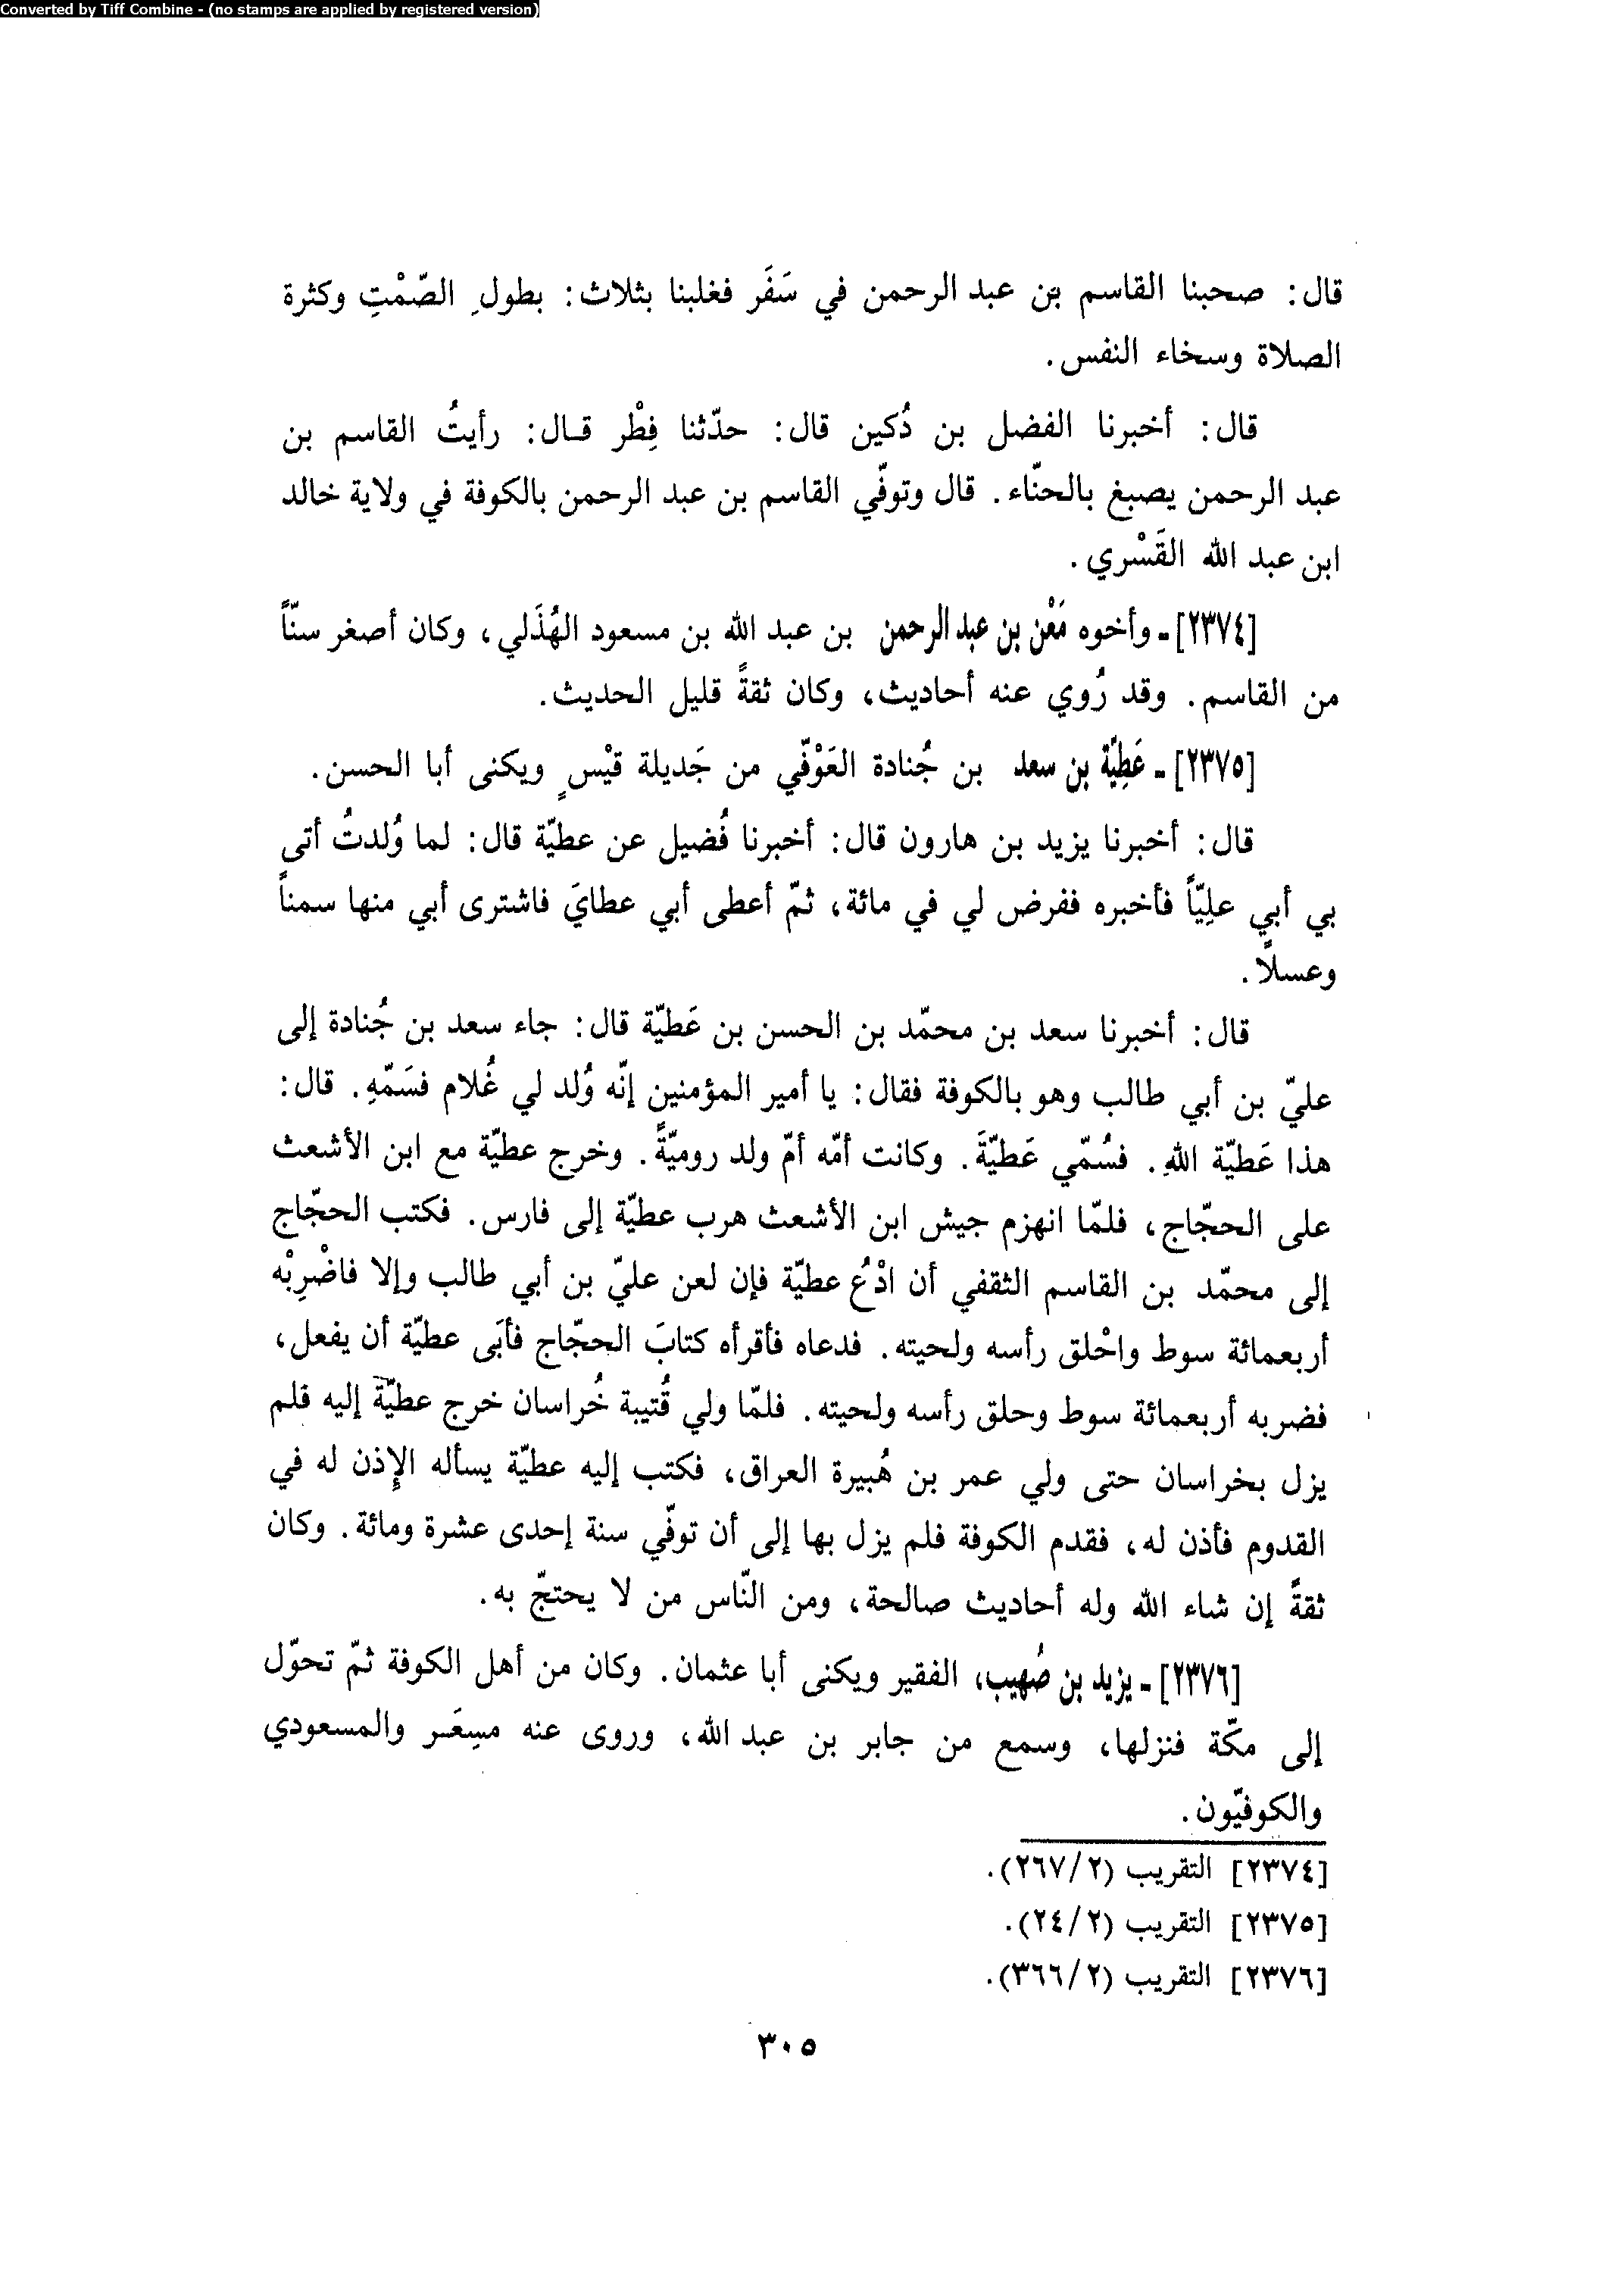 Converted by Tiff Combine - (no stamps are applied by registered version)
قال: صحبنا القاسم بن عبد الرحمن في سَفَر فغلبنا بثلاث: بطولِ الصّمْتِ وكثرة
الصلاة وسخاء النفس.
قال: أخبرنا الفضل بن دُكين قال: حدّثنا فِطْر قال: رأيتُ القاسم بن
عبد الرحمن يصبغ بالحنّاء. قال وتوفّي القاسم بن عبد الرحمن بالكوفة في ولاية خالد
ابن عبد الله القَسْري.
[٢٣٧٤] ـ وأخوه مَعْن بن عبد الرحمن بن عبد الله بن مسعود الهُذَلي، وكان أصغر سنّاً
من القاسم. وقد رُوي عنه أحاديث، وكان ثقةً قليل الحديث.
[٢٣٧٥] ـ عَطِيّة بن سعد بن جُنادة العَوْفّي من جَديلة قيْسٍ ويكنى أبا الحسن.
قال: أخبرنا يزيد بن هارون قال: أخبرنا فُضيل عن عطيّة قال: لما وُلدتُ أتى
بي أبي علِيّاً فأخبره ففرض لي في مائة، ثمّ أعطى أبي عطايَ فاشترى أبي منها سمناً
وعسلاً.
قال: أخبرنا سعد بن محمّد بن الحسن بن عَطيّة قال: جاء سعد بن جُنادة إلى
عليّ بن أبي طالب وهو بالكوفة فقال: يا أمير المؤمنين إنّه وُلد لي غُلام فسَمّهِ. قال:
هذا عَطيّة اللهِ. فسُمّي عَطيّةَ. وكانت أمّه أمّ ولد روميّةً. وخرج عطيّة مع ابن الأشعث
على الحجّاج، فلمّا انهزم جيش ابن الأشعث هرب عطيّة إلى فارس. فكتب الحجّاج
إلى محمّد بن القاسم الثقفي أن ادْعُ عطيّة فإن لعن عليّ بن أبي طالب وإلا فاضْرِبْه
أربعمائة سوط واحْلق رأسه ولحيته. فدعاه فأقرأه كتابَ الحجّاج فأبَى عطيّة أن يفعل،
فضربه أربعمائة سوط وحلق رأسه ولحيته. فلمّا ولي قُتيبة خُراسان خرج عطيّة إليه فلم
يزل بخراسان حتى ولي عمر بن هُبيرة العراق، فكتب إليه عطيّة يسأله الإذن له في
القدوم فأذن له، فقدم الكوفة فلم يزل بها إلى أن توفّي سنة إحدى عشرة ومائة. وكان
ثقةً إن شاء الله وله أحاديث صالحة، ومن النّاس من لا يحتجّ به.
[٢٣٧٦] ـ يزيد بن صُهيب، الفقير ويكنى أبا عثمان. وكان من أهل الكوفة ثمّ تحوّل
إلى مكّة فنزلها، وسمع من جابر بن عبد الله، وروى عنه مسِعَر والمسعودي
والكوفيّون.
[٢٣٧٤] التقريب (٢/ ٢٦٧).
[٢٣٧٥] التقريب (٢/ ٢٤).
[٢٣٧٦] التقريب (٢/ ٣٦٦).
٣٠٥